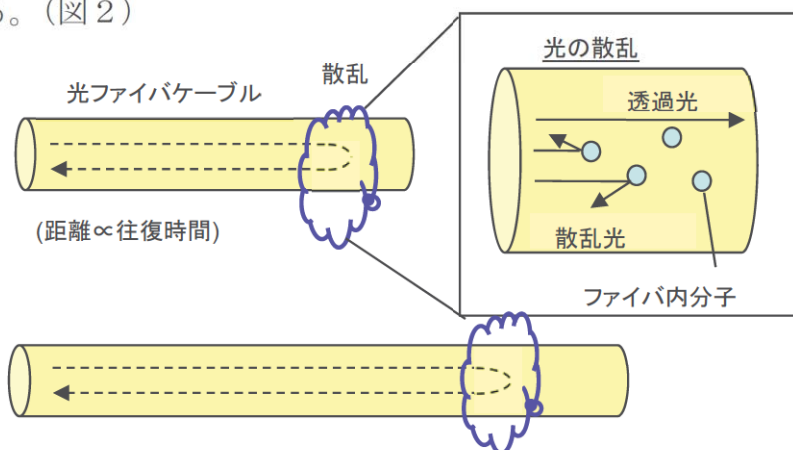 。(図２)
散乱
光ファイバケーブル
(距離∝往復時間)
光の散乱
透過光
散乱光
ファイバ内分子